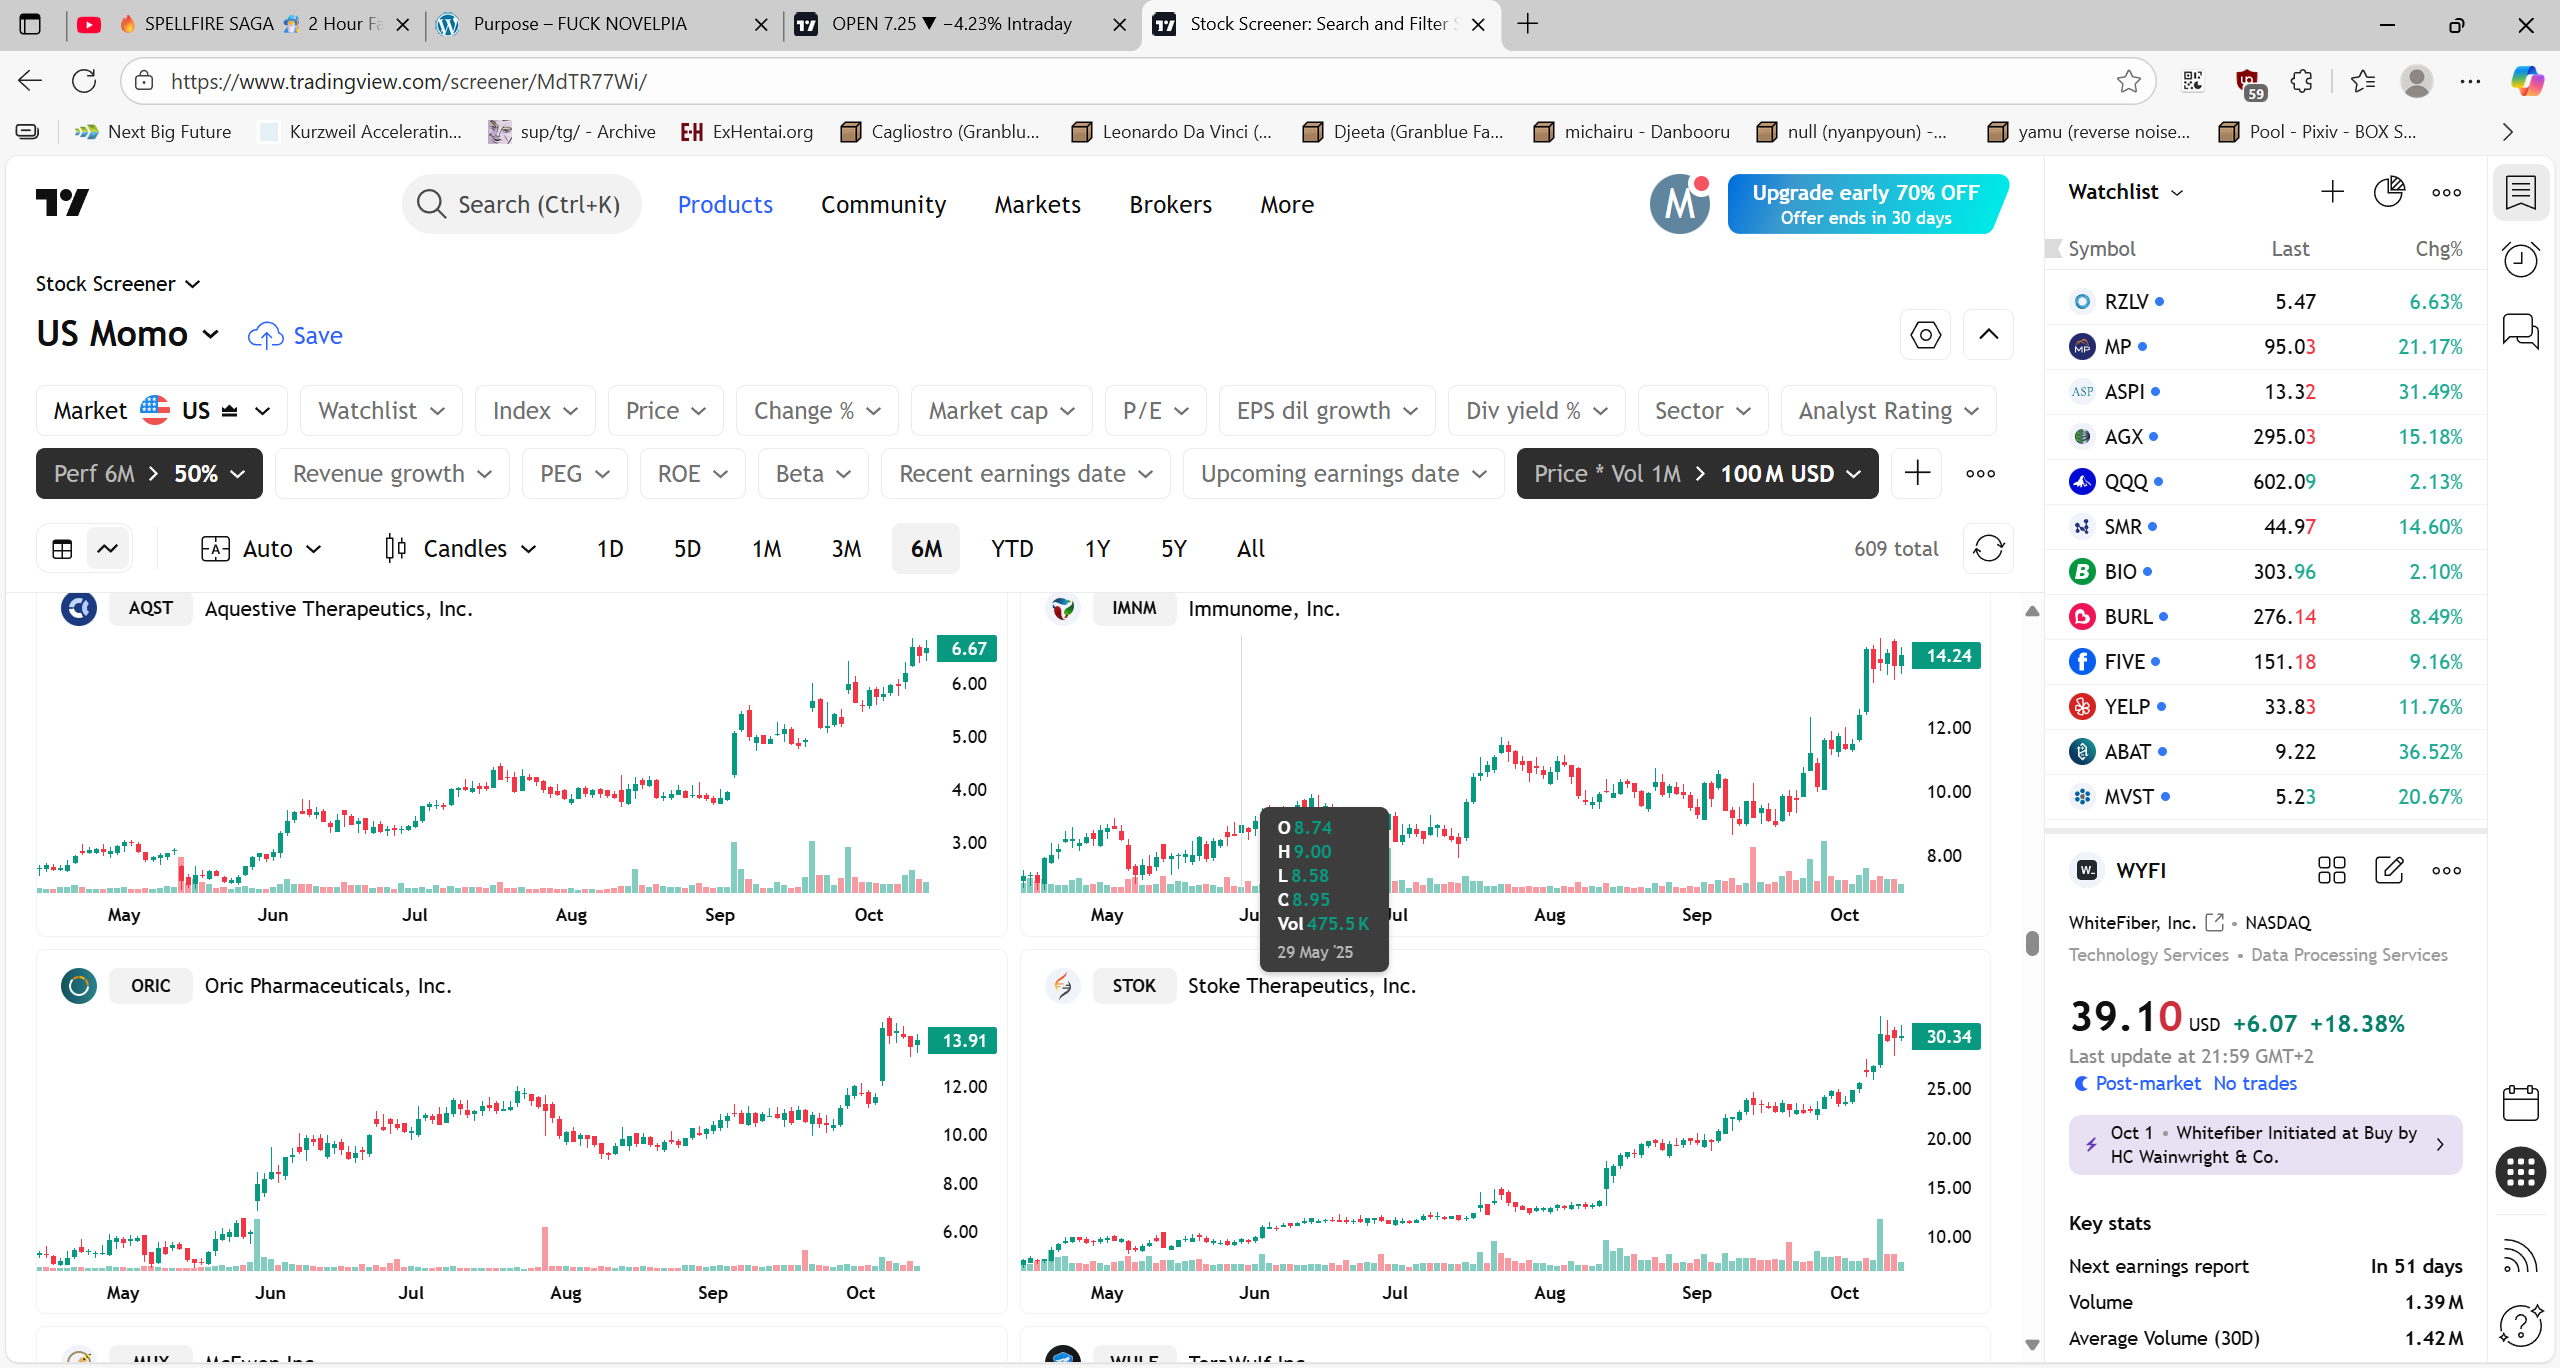 SPELLFIRE SAGA 2 Hour Fa
Purpose – FUCK NOVELPIA
OPEN 7.25 ▼ −4.23% Intraday
Stock Screener: Search and Filter S
https://www.tradingview.com/screener/MdTR77Wi/
59
Next Big Future
Kurzweil Acceleratin...
sup/tg/ - Archive
E-H ExHentai.org
Cagliostro (Granblu...
Leonardo Da Vinci (...
Djeeta (Granblue Fa...
michairu - Danbooru
null (nyanpyoun) -...
yamu (reverse noise...
Pool - Pixiv - BOX S...
Search (Ctrl+K)
Products
Community
Markets
Brokers
More
M
Upgrade early 70% OFF
Offer ends in 30 days
Stock Screener
US Momo
Save
Market US
Watchlist
Index
Price
Change %
Market cap
P/E
EPS dil growth
Div yield %
Sector
Analyst Rating
Perf 6M > 50%
Revenue growth
PEG
ROE
Beta
Recent earnings date
Upcoming earnings date
Price * Vol 1M > 100 M USD
Auto
Candles
1D
5D
1M
3M
6M
YTD
1Y
5Y
All
609 total
AQST Aquestive Therapeutics, Inc.
6.67
6.00
5.00
4.00
3.00
May Jun Jul Aug Sep Oct
IMNM Immunome, Inc.
14.24
12.00
10.00
8.00
O 8.74
H 9.00
L 8.58
C 8.95
Vol 475.5 K
29 May '25
May Ju Jul Aug Sep Oct
ORIC Oric Pharmaceuticals, Inc.
13.91
12.00
10.00
8.00
6.00
May Jun Jul Aug Sep Oct
STOK Stoke Therapeutics, Inc.
30.34
25.00
20.00
15.00
10.00
May Jun Jul Aug Sep Oct
Watchlist
Symbol Last Chg%
RZLV 5.47 6.63%
MP 95.03 21.17%
ASPI 13.32 31.49%
AGX 295.03 15.18%
QQQ 602.09 2.13%
SMR 44.97 14.60%
BIO 303.96 2.10%
BURL 276.14 8.49%
FIVE 151.18 9.16%
YELP 33.83 11.76%
ABAT 9.22 36.52%
MVST 5.23 20.67%
WYFI
WhiteFiber, Inc. • NASDAQ
Technology Services • Data Processing Services
39.10 USD +6.07 +18.38%
Last update at 21:59 GMT+2
Post-market No trades
Oct 1 • Whitefiber Initiated at Buy by
HC Wainwright & Co.
Key stats
Next earnings report In 51 days
Volume 1.39 M
Average Volume (30D) 1.42 M